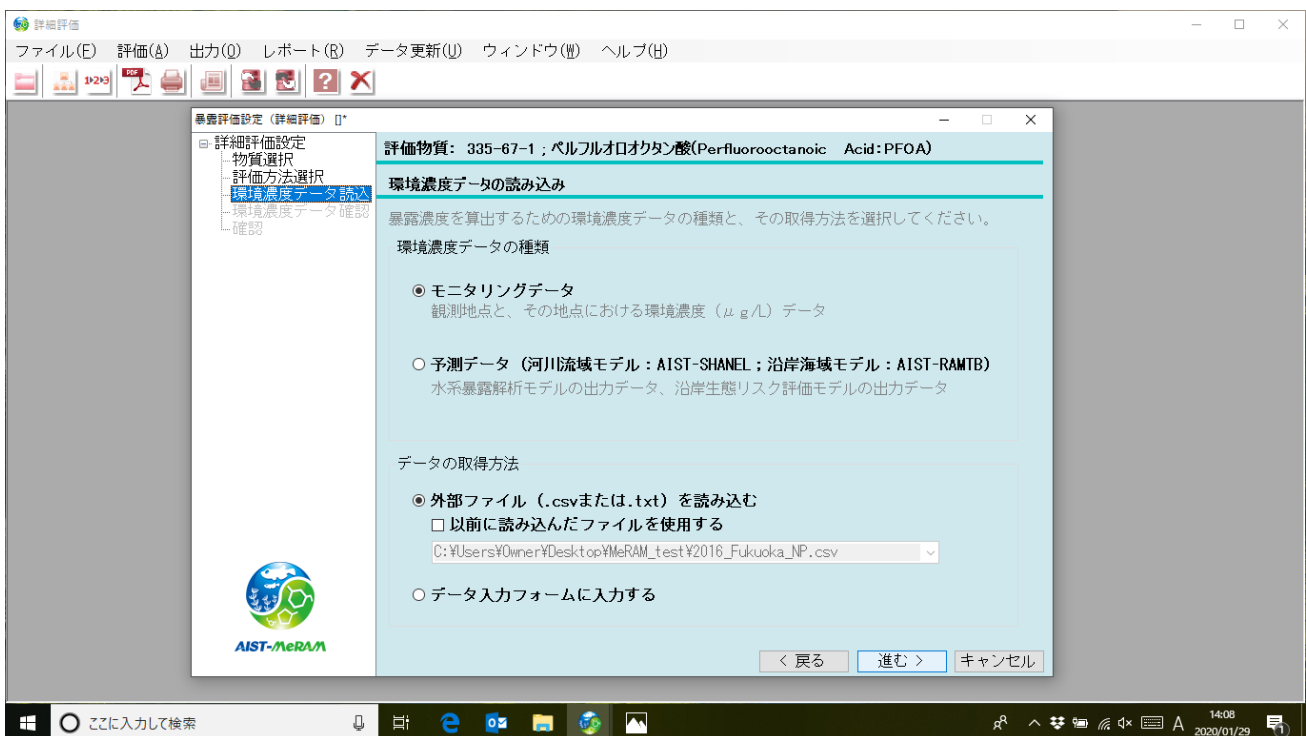 詳細評価
ファイル(F) 評価(A) 出力(O) レポート(R) データ更新(U) ウィンドウ(W) ヘルプ(H)
1›2›3 PDF ?
暴露評価設定（詳細評価） []*
詳細評価設定
物質選択
評価方法選択
環境濃度データ読込
環境濃度データ確認
確認
評価物質: 335-67-1 ; ペルフルオロオクタン酸(Perfluorooctanoic Acid:PFOA)
環境濃度データの読み込み
暴露濃度を算出するための環境濃度データの種類と、その取得方法を選択してください。
環境濃度データの種類
モニタリングデータ
観測地点と、その地点における環境濃度（μg/L）データ
予測データ（河川流域モデル：AIST-SHANEL；沿岸海域モデル：AIST-RAMTB）
水系暴露解析モデルの出力データ、沿岸生態リスク評価モデルの出力データ
データの取得方法
外部ファイル（.csvまたは.txt）を読み込む
以前に読み込んだファイルを使用する
C:¥Users¥Owner¥Desktop¥MeRAM_test¥2016_Fukuoka_NP.csv
データ入力フォームに入力する
AIST-MeRAM
< 戻る 進む > キャンセル
ここに入力して検索
A 14:08
2020/01/29
1